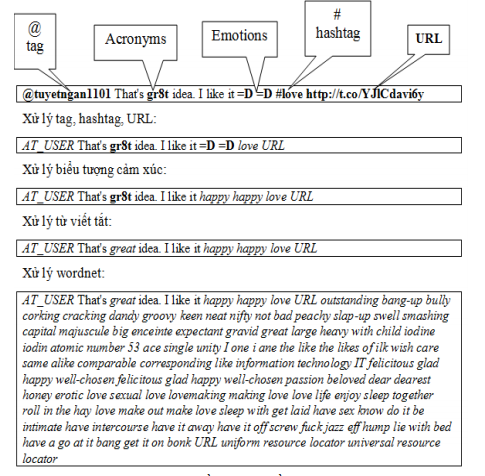 @
tag
Acronyms
Emotions
#
hashtag
URL
@tuyetngan1101 That's gr8t idea. I like it =D =D #love http://t.co/YJlCdavi6y
Xử lý tag, hashtag, URL:
AT_USER That's gr8t idea. I like it =D =D love URL
Xử lý biểu tượng cảm xúc:
AT_USER That's gr8t idea. I like it happy happy love URL
Xử lý từ viết tắt:
AT_USER That's great idea. I like it happy happy love URL
Xử lý wordnet:
AT_USER That's great idea. I like it happy happy love URL outstanding bang-up bully
corking cracking dandy groovy keen neat nifty not bad peachy slap-up swell smashing
capital majuscule big enceinte expectant gravid great large heavy with child iodine
iodin atomic number 53 ace single unity I one i ane the like the likes of ilk wish care
same alike comparable corresponding like information technology IT felicitous glad
happy well-chosen felicitous glad happy well-chosen passion beloved dear dearest
honey erotic love sexual love lovemaking making love love life enjoy sleep together
roll in the hay love make out make love sleep with get laid have sex know do it be
intimate have intercourse have it away have it off screw fuck jazz eff hump lie with bed
have a go at it bang get it on bonk URL uniform resource locator universal resource
locator